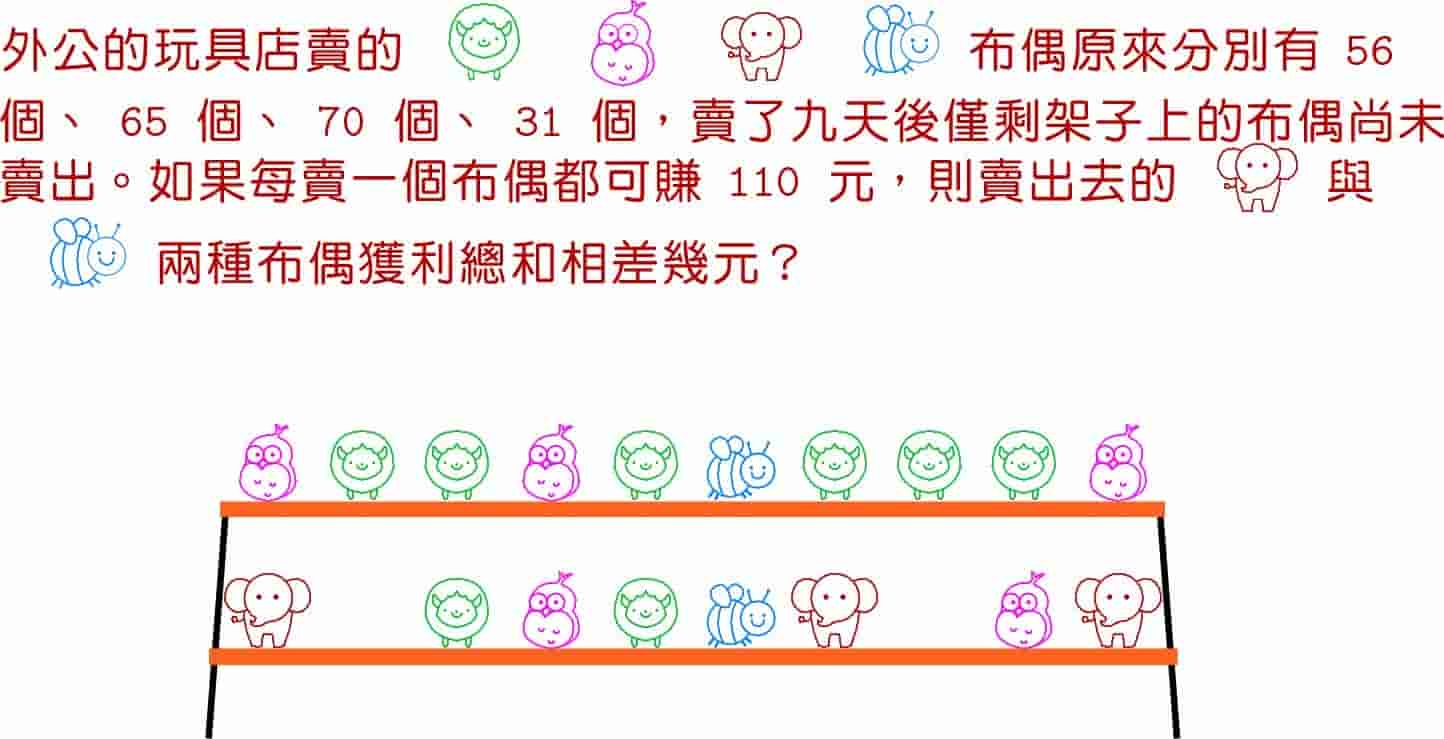 外公的玩具店賣的 布偶原來分別有 56
個、 65 個、 70 個、 31 個，賣了九天後僅剩架子上的布偶尚未
賣出。如果每賣一個布偶都可賺 110 元，則賣出去的 與
兩種布偶獲利總和相差幾元？